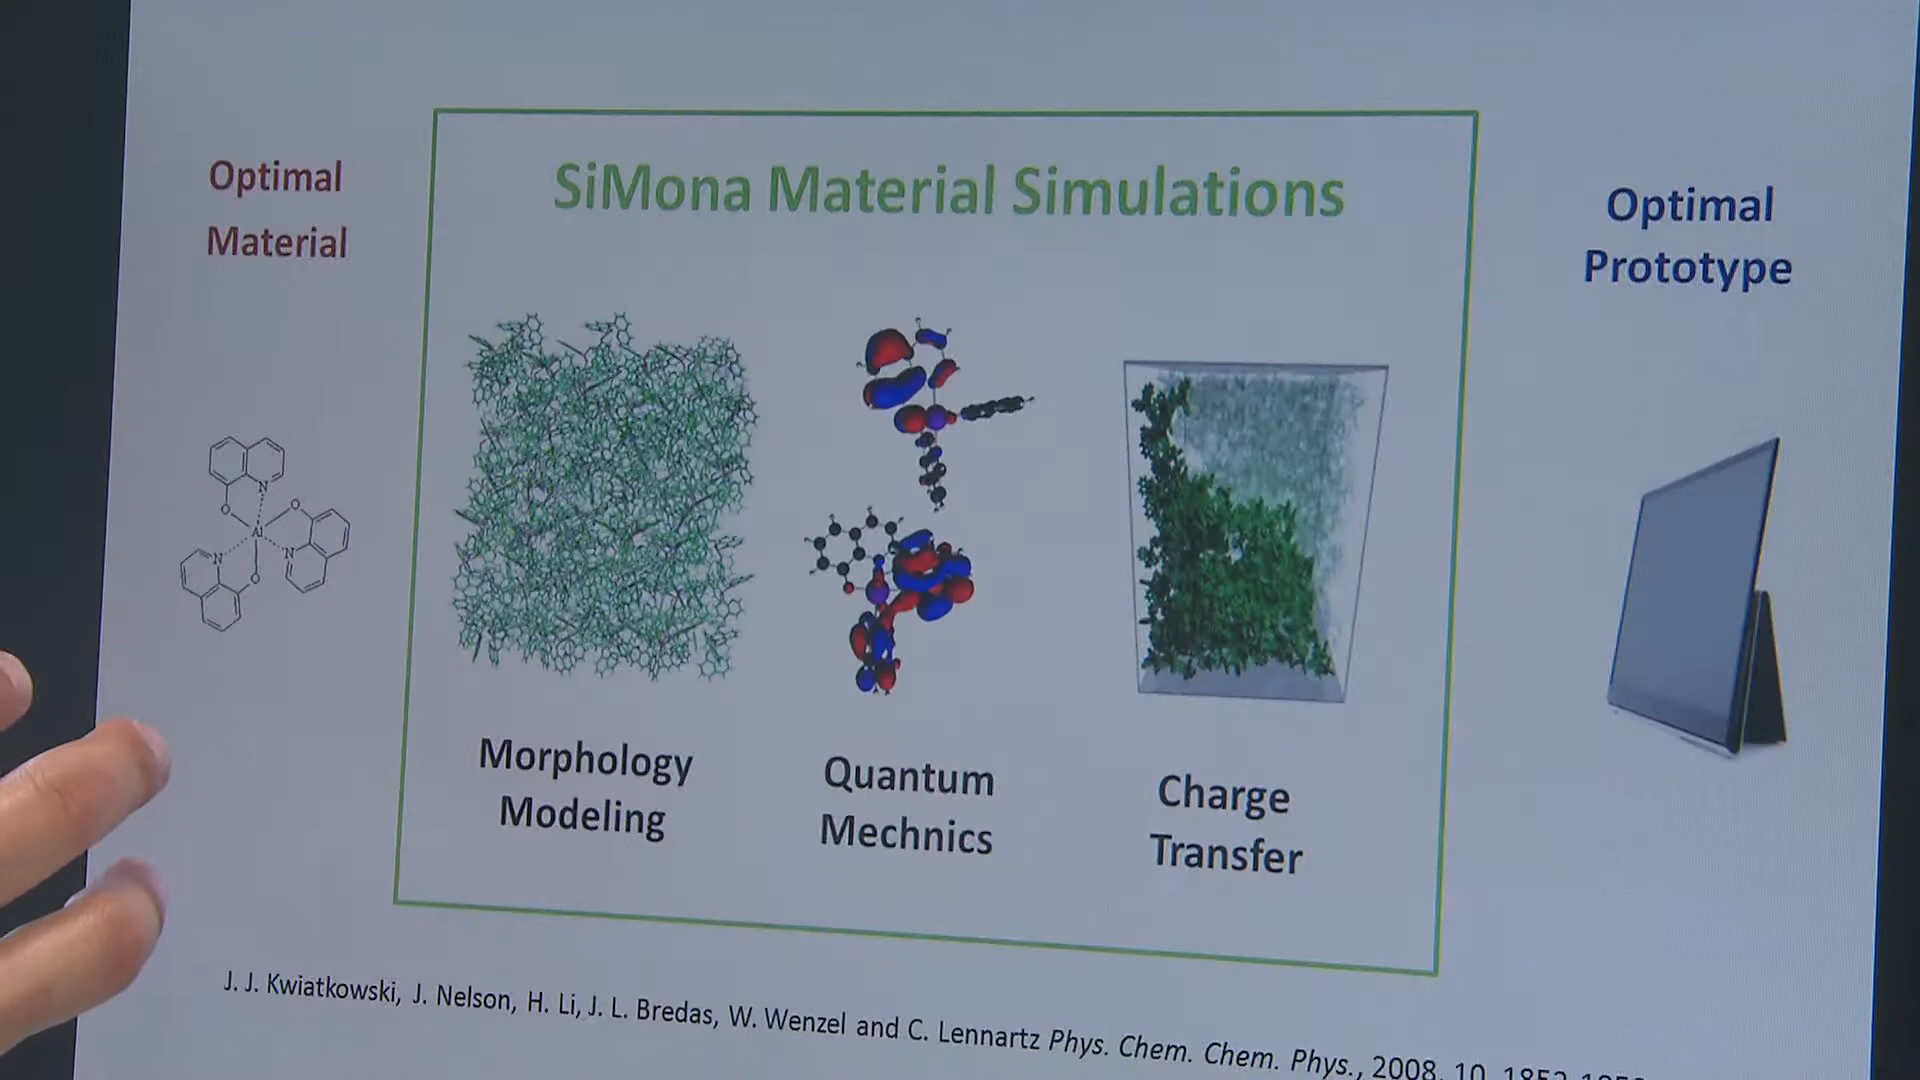 Optimal
Material
SiMona Material Simulations
Optimal
Prototype
N
O
O
Al
N
N
O
Morphology
Modeling
Quantum
Mechnics
Charge
Transfer
J. J. Kwiatkowski, J. Nelson, H. Li, J. L. Bredas, W. Wenzel and C. Lennartz Phys. Chem. Chem. Phys., 2008, 10,